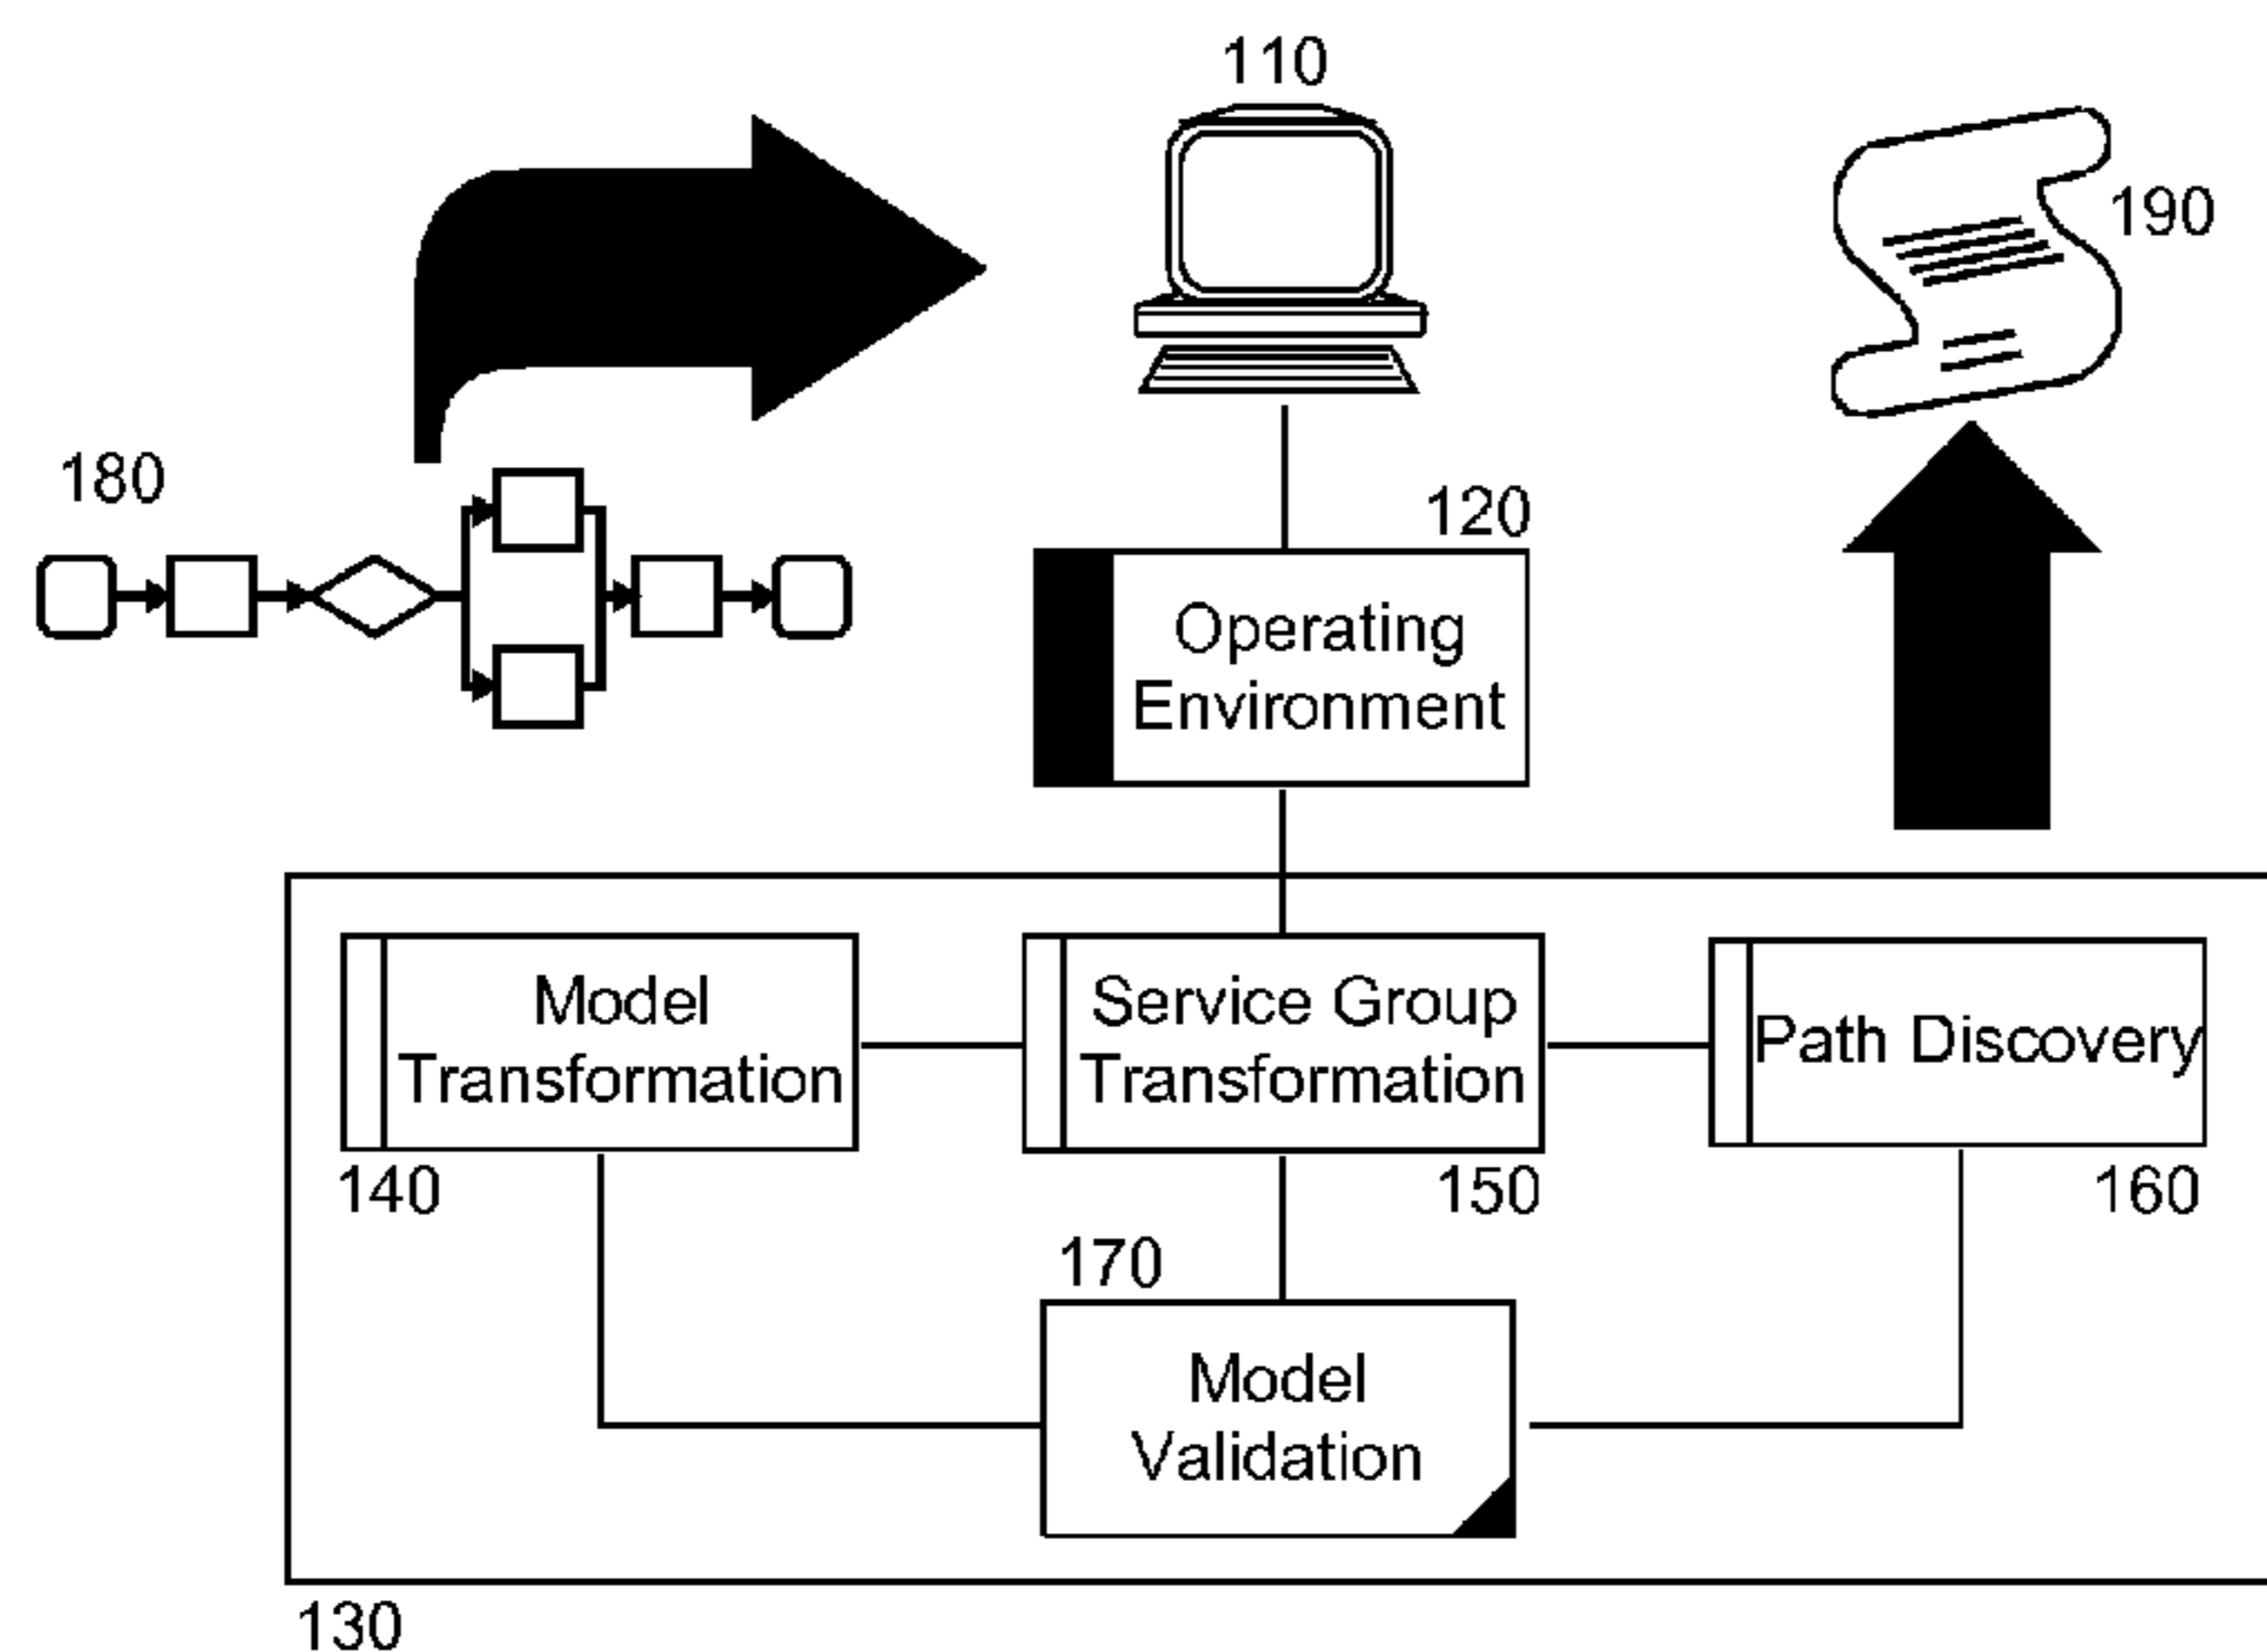 110
190
180
120
Operating
Environment
Model
Transformation
Service Group
Transformation
Path Discovery
140
150
160
170
Model
Validation
130